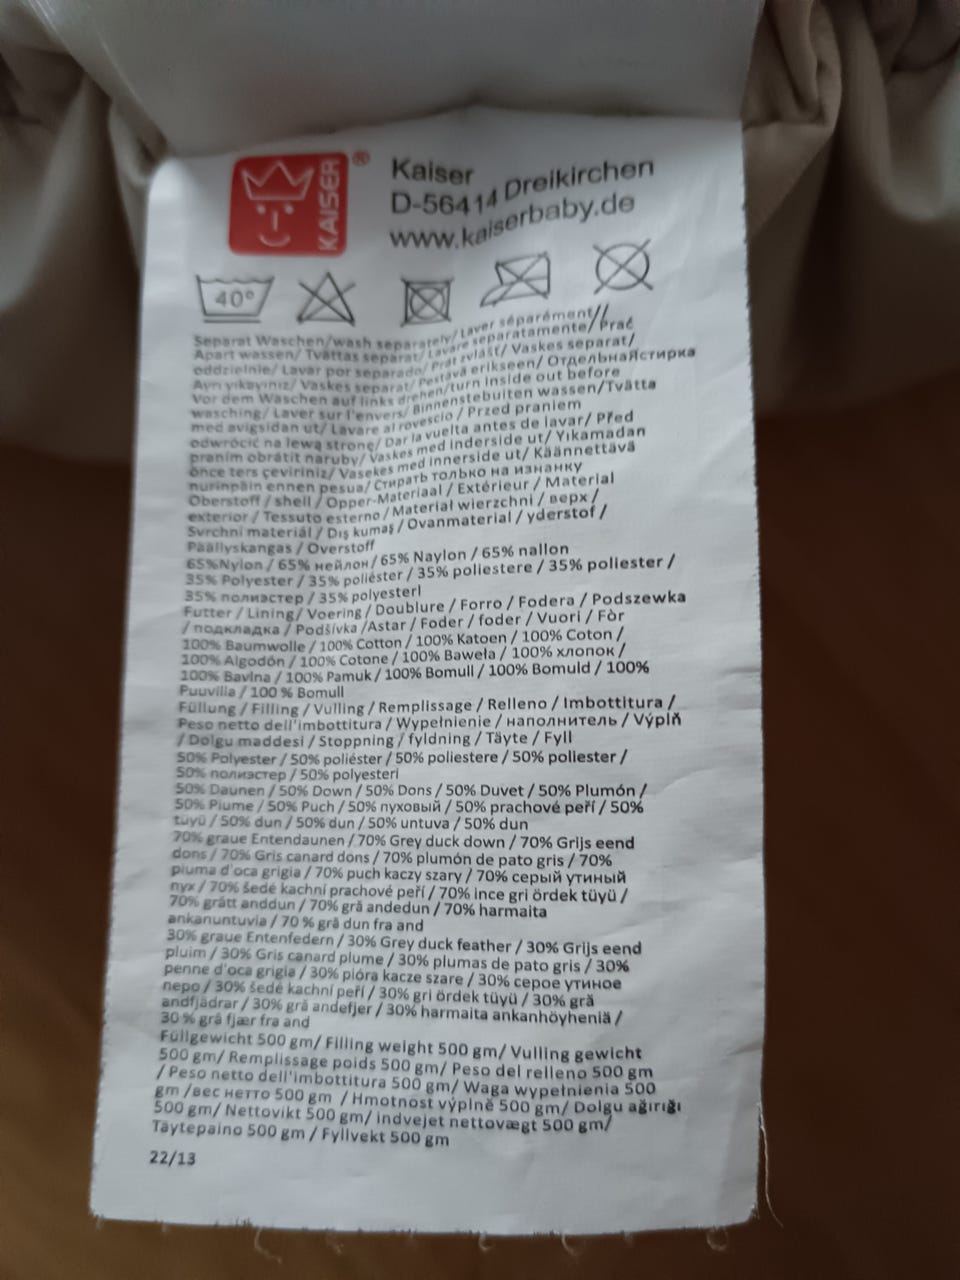 KAISER®
Kaiser
D-56414 Dreikirchen
www.kaiserbaby.de
40°
Separat Waschen/wash separately/ Laver séparément//
Apart wassen/ Tvättas separat/ Lavare separatamente/ Prać
oddzielnie/ Lavar por separado/ Prát zvlášť/ Vaskes separat/
Ayrı yıkayınız/ Vaskes separat/ Pestävä erikseen/ ОтдельнаяСтирка
Vor dem Waschen auf links drehen/turn inside out before
wasching/ Laver sur l'envers/ Binnenstebuiten wassen/Tvätta
med avigsidan ut/ Lavare al rovescio / Przed praniem
odwrócić na lewą stronę/ Dar la vuelta antes de lavar/ Před
praním obrátit naruby/ Vaskes med inderside ut/ Yıkamadan
önce ters çeviriniz/ Vasekes med innerside ut/ Käännettävä
nurinpäin ennen pesua/ Стирать только на изнанку
Oberstoff / shell / Opper-Materiaal / Extérieur / Material
exterior / Tessuto esterno / Materiał wierzchni / верх /
Svrchní materiál / Dış kumaş / Ovanmaterial / yderstof /
Päällyskangas / Overstoff
65%Nylon / 65% нейлон/ 65% Naylon / 65% nailon
35% Polyester / 35% poliéster / 35% poliestere / 35% poliester /
35% полиэстер / 35% polyesteri
Futter / Lining/ Voering / Doublure / Forro / Fodera / Podszewka
/ подкладка / Podšívka /Astar / Foder / foder / Vuori / Fòr
100% Baumwolle / 100% Cotton / 100% Katoen / 100% Coton /
100% Algodón / 100% Cotone / 100% Baweła / 100% хлопок /
100% Bavlna / 100% Pamuk / 100% Bomull / 100% Bomuld / 100%
Puuvilla / 100 % Bomull
Füllung / Filling / Vulling / Remplissage / Relleno / Imbottitura /
Peso netto dell'imbottitura / Wypełnienie / наполнитель / Výplň
/ Dolgu maddesi / Stoppning / fyldning / Täyte / Fyll
50% Polyester / 50% poliéster / 50% poliestere / 50% poliester /
50% полиэстер / 50% polyesteri
50% Daunen / 50% Down / 50% Dons / 50% Duvet / 50% Plumón /
50% Piume / 50% Puch / 50% пуховый / 50% prachové peří / 50%
tüyü / 50% dun / 50% dun / 50% untuva / 50% dun
70% graue Entendaunen / 70% Grey duck down / 70% Grijs eend
dons / 70% Gris canard dons / 70% plumón de pato gris / 70%
piuma d'oca grigia / 70% puch kaczy szary / 70% серый утиный
пух / 70% šedé kachní prachové peří / 70% ince gri ördek tüyü /
70% grått anddun / 70% grå andedun / 70% harmaita
ankanuntuvia / 70 % grå dun fra and
30% graue Entenfedern / 30% Grey duck feather / 30% Grijs eend
pluim / 30% Gris canard plume / 30% plumas de pato gris / 30%
penne d'oca grigia / 30% pióra kacze szare / 30% серое утиное
перо / 30% šedé kachní peří / 30% gri ördek tüyü / 30% grå
andfjädrar / 30% grå andefjer / 30% harmaita ankanhöyheniä /
30 % grå fjær fra and
Füllgewicht 500 gm/ Filling weight 500 gm/ Vulling gewicht
500 gm/ Remplissage poids 500 gm/ Peso del relleno 500 gm
/ Peso netto dell'imbottitura 500 gm/ Waga wypełnienia 500
gm /вес нетто 500 gm / Hmotnost výplně 500 gm/ Dolgu ağırığı
500 gm/ Nettovikt 500 gm/ indvejet nettovægt 500 gm/
Täytepaino 500 gm / Fyllvekt 500 gm
22/13